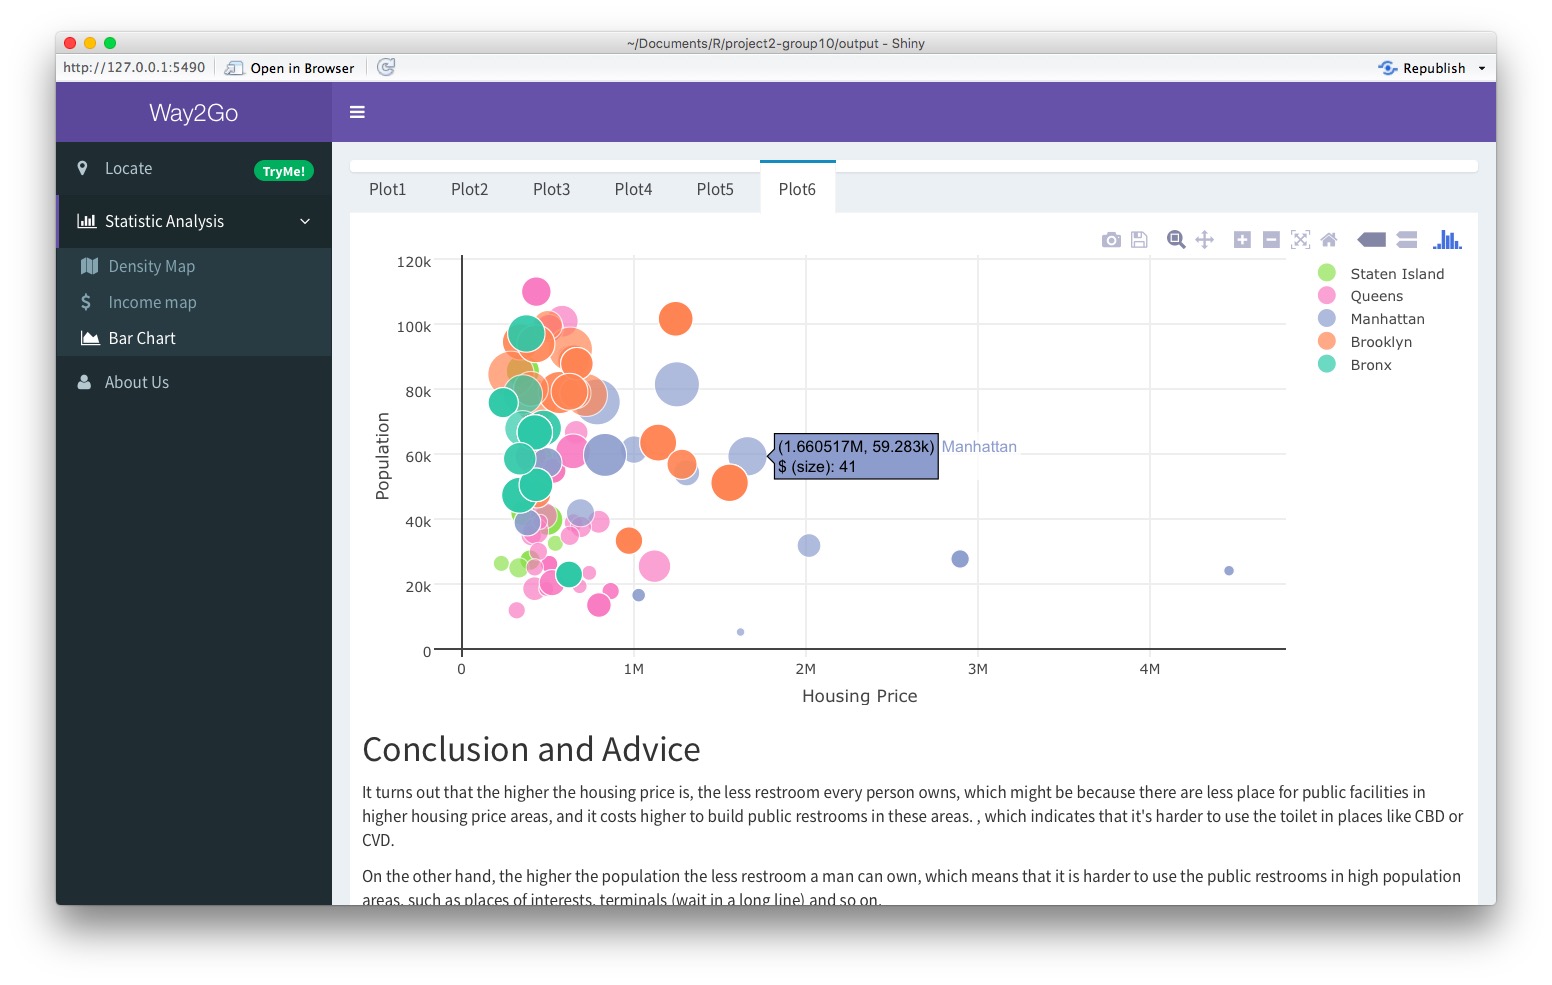 ~/Documents/R/project2-group10/output - Shiny
http://127.0.0.1:5490 Open in Browser Republish
Way2Go
Locate TryMe!
Statistic Analysis
Density Map
Income map
Bar Chart
About Us
Plot1 Plot2 Plot3 Plot4 Plot5 Plot6
120k
100k
80k
60k
40k
20k
0
Population
0 1M 2M 3M 4M
Housing Price
(1.660517M, 59.283k) Manhattan
$ (size): 41
Staten Island
Queens
Manhattan
Brooklyn
Bronx
Conclusion and Advice
It turns out that the higher the housing price is, the less restroom every person owns, which might be because there are less place for public facilities in
higher housing price areas, and it costs higher to build public restrooms in these areas. , which indicates that it's harder to use the toilet in places like CBD or
CVD.
On the other hand, the higher the population the less restroom a man can own, which means that it is harder to use the public restrooms in high population
areas, such as places of interests, terminals (wait in a long line) and so on.